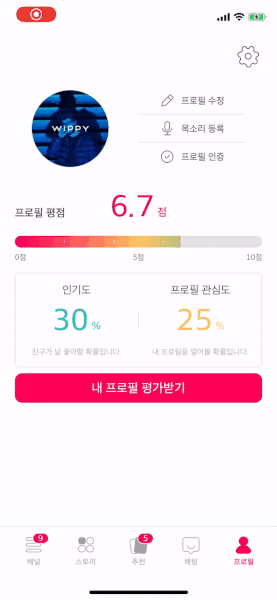 WIPPY
프로필 수정
목소리 등록
프로필 인증
프로필 평점
6.7 점
0점 5점 10점
인기도 프로필 관심도
30 % 25 %
친구가 날 좋아할 확률입니다. 내 프로필을 열어볼 확률입니다.
내 프로필 평가받기
9 5
채널 스토리 추천 채팅 프로필